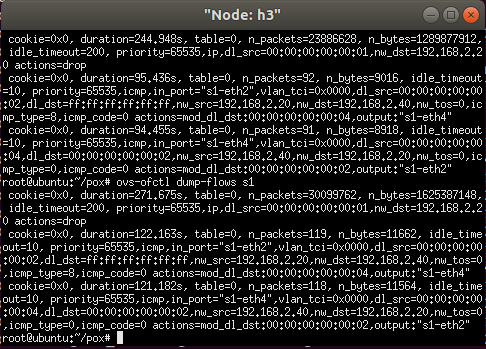 "Node: h3"
cookie=0x0, duration=244.948s, table=0, n_packets=23886628, n_bytes=1289877912,
idle_timeout=200, priority=65535,ip,dl_src=00:00:00:00:00:01,nw_dst=192.168.2.2
0 actions=drop
cookie=0x0, duration=95.436s, table=0, n_packets=92, n_bytes=9016, idle_timeout
=10, priority=65535,icmp,in_port="s1-eth2",vlan_tci=0x0000,dl_src=00:00:00:00:00:
02,dl_dst=ff:ff:ff:ff:ff:ff,nw_src=192.168.2.20,nw_dst=192.168.2.40,nw_tos=0,ic
mp_type=8,icmp_code=0 actions=mod_dl_dst:00:00:00:00:00:04,output:"s1-eth4"
cookie=0x0, duration=94.455s, table=0, n_packets=91, n_bytes=8918, idle_timeout
=10, priority=65535,icmp,in_port="s1-eth4",vlan_tci=0x0000,dl_src=00:00:00:00:00:
04,dl_dst=00:00:00:00:00:02,nw_src=192.168.2.40,nw_dst=192.168.2.20,nw_tos=0,ic
mp_type=0,icmp_code=0 actions=mod_dl_dst:00:00:00:00:00:02,output:"s1-eth2"
root@ubuntu:~/pox# ovs-ofctl dump-flows s1
cookie=0x0, duration=271.675s, table=0, n_packets=30099762, n_bytes=1625387148,
idle_timeout=200, priority=65535,ip,dl_src=00:00:00:00:00:01,nw_dst=192.168.2.2
0 actions=drop
cookie=0x0, duration=122.163s, table=0, n_packets=119, n_bytes=11662, idle_time
out=10, priority=65535,icmp,in_port="s1-eth2",vlan_tci=0x0000,dl_src=00:00:00:00:
00:02,dl_dst=ff:ff:ff:ff:ff:ff,nw_src=192.168.2.20,nw_dst=192.168.2.40,nw_tos=0
,icmp_type=8,icmp_code=0 actions=mod_dl_dst:00:00:00:00:00:04,output:"s1-eth4"
cookie=0x0, duration=121.182s, table=0, n_packets=118, n_bytes=11564, idle_time
out=10, priority=65535,icmp,in_port="s1-eth4",vlan_tci=0x0000,dl_src=00:00:00:00:
00:04,dl_dst=00:00:00:00:00:02,nw_src=192.168.2.40,nw_dst=192.168.2.20,nw_tos=0
,icmp_type=0,icmp_code=0 actions=mod_dl_dst:00:00:00:00:00:02,output:"s1-eth2"
root@ubuntu:~/pox#